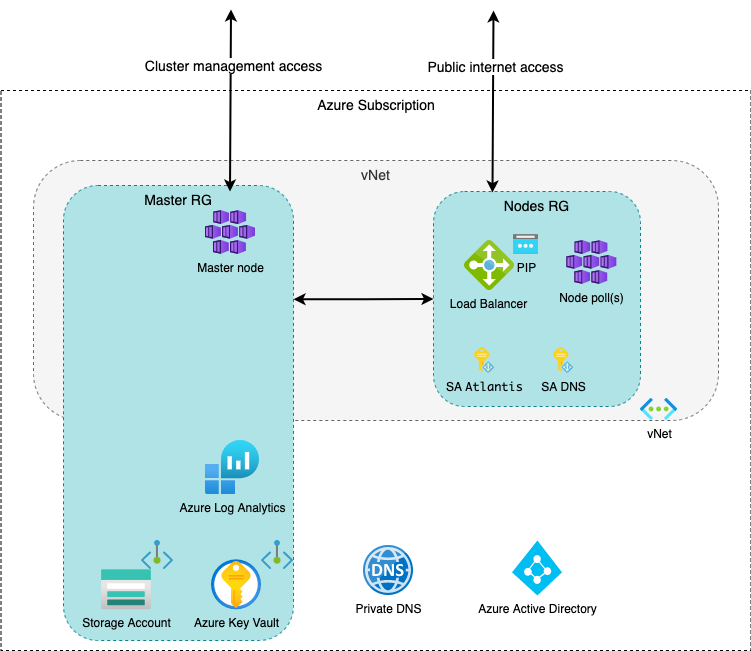 Cluster management access
Public internet access
Azure Subscription
vNet
Master RG
Nodes RG
Master node
PIP
Load Balancer
Node poll(s)
SA Atlantis
SA DNS
vNet
Azure Log Analytics
DNS
Storage Account
Azure Key Vault
Private DNS
Azure Active Directory